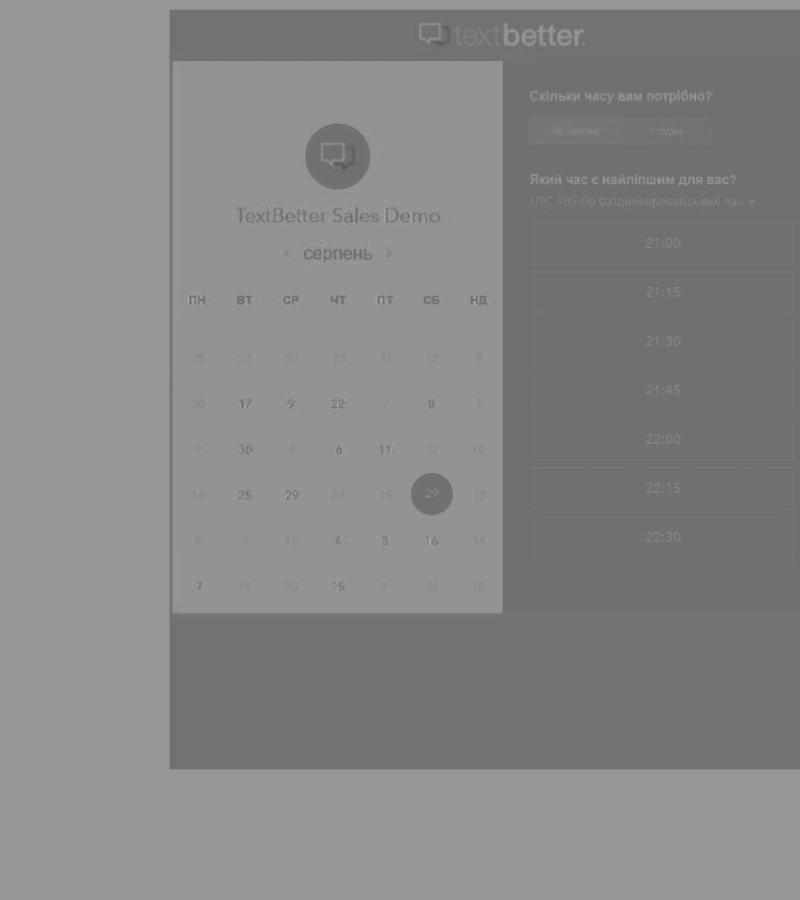 textbetter.
TextBetter Sales Demo
‹ серпень ›
ПН ВТ СР ЧТ ПТ СБ НД
25 23 27 13 31 12 9
30 17 9 22 7 8 7
9 30 4 6 11 27 10
18 25 29 23 15 29 13
6 7 16 4 3 16 14
7 16 30 15 1 28 18
Скільки часу вам потрібно?
40 хвилин 1 годин
Який час є найліпшим для вас?
UTC +03:00 Східноєвропейський час
21:00
21:15
21:30
21:45
22:00
22:15
22:30